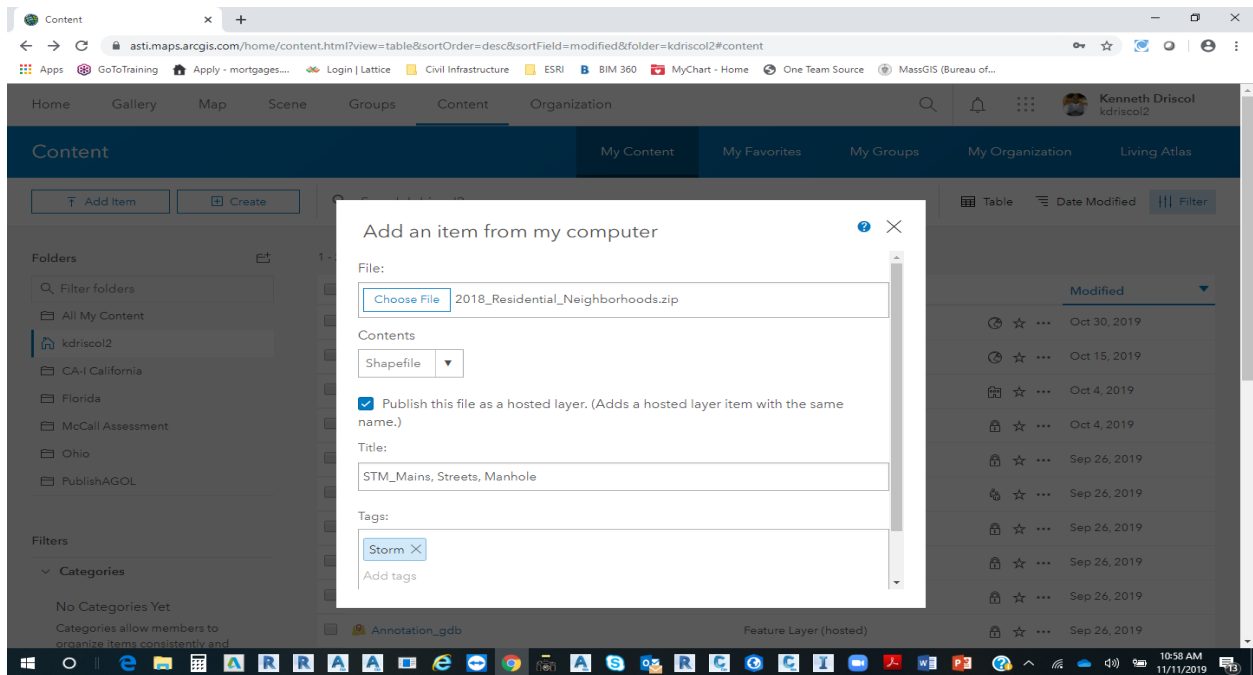 Content
asti.maps.arcgis.com/home/content.html?view=table&sortOrder=desc&sortField=modified&folder=kdriscol2#content
Apps GoToTraining Apply - mortgages.... Login | Lattice Civil Infrastructure ESRI BIM 360 MyChart - Home One Team Source MassGIS (Bureau of...
Home Gallery Map Scene Groups Content Organization Kenneth Driscol
kdriscol2
Content My Content My Favorites My Groups My Organization Living Atlas
Add Item Create Table Date Modified Filter
Add an item from my computer
Folders
Filter folders
All My Content
kdriscol2
CA-I California
Florida
McCall Assessment
Ohio
PublishAGOL
Filters
Categories
No Categories Yet
Categories allow members to
organize items consistently and
File:
Choose File 2018_Residential_Neighborhoods.zip
Contents
Shapefile
Publish this file as a hosted layer. (Adds a hosted layer item with the same
name.)
Title:
STM_Mains, Streets, Manhole
Tags:
Storm
Add tags
Modified
Oct 30, 2019
Oct 15, 2019
Oct 4, 2019
Oct 4, 2019
Sep 26, 2019
Sep 26, 2019
Sep 26, 2019
Sep 26, 2019
Sep 26, 2019
Annotation_gdb Feature Layer (hosted) Sep 26, 2019
10:58 AM
11/11/2019